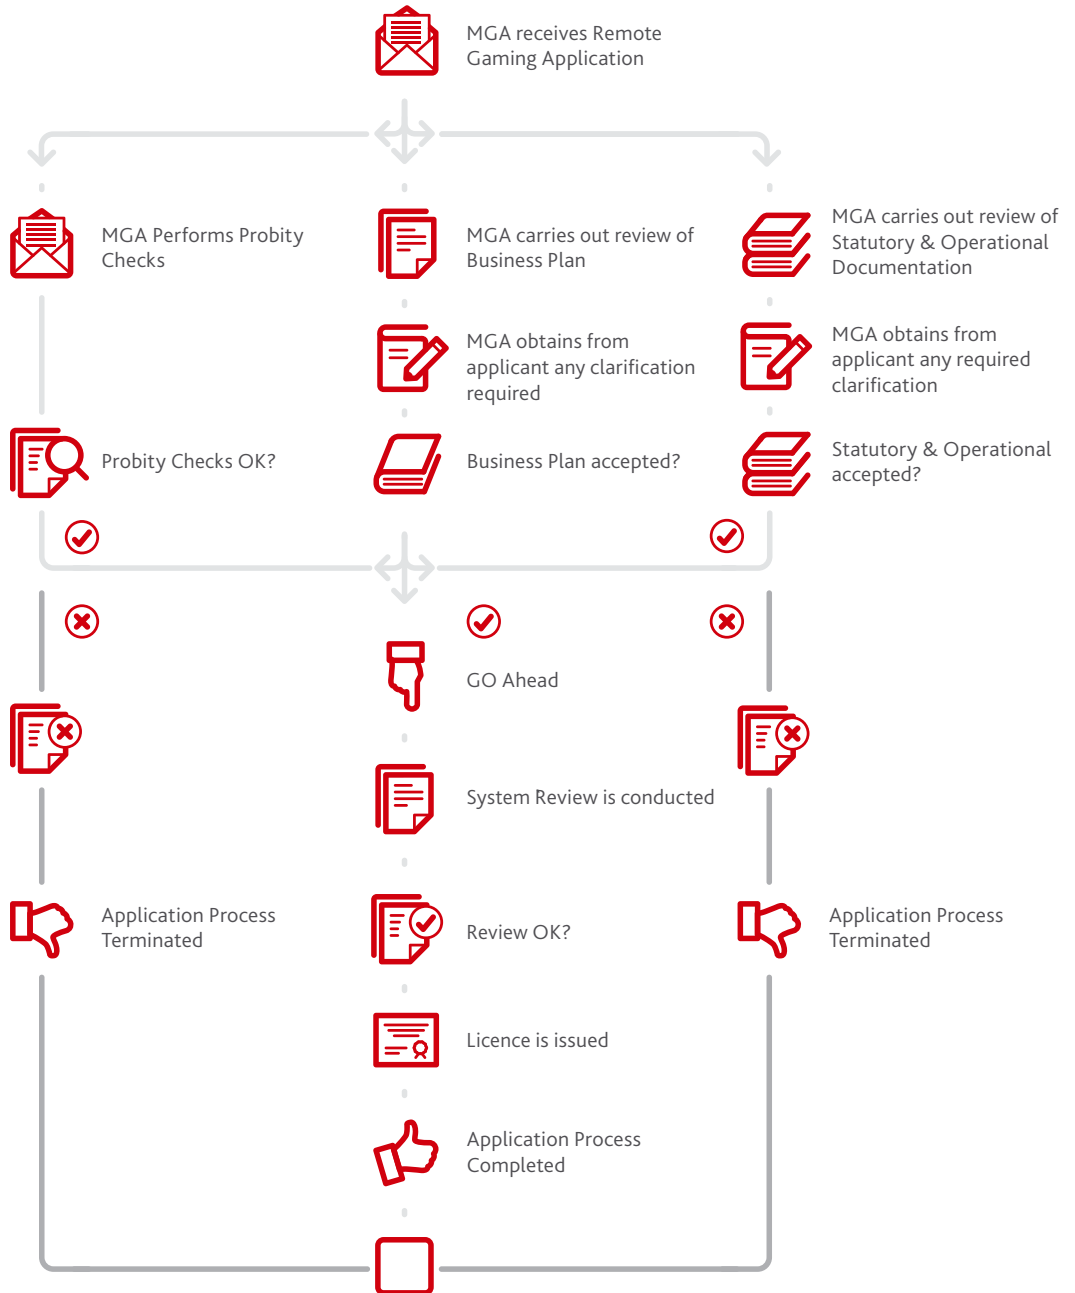 MGA receives Remote
Gaming Application
MGA Performs Probity
Checks
MGA carries out review of
Business Plan
MGA carries out review of
Statutory & Operational
Documentation
MGA obtains from
applicant any clarification
required
MGA obtains from
applicant any required
clarification
Probity Checks OK?
Business Plan accepted?
Statutory & Operational
accepted?
GO Ahead
System Review is conducted
Application Process
Terminated
Review OK?
Application Process
Terminated
Licence is issued
Application Process
Completed